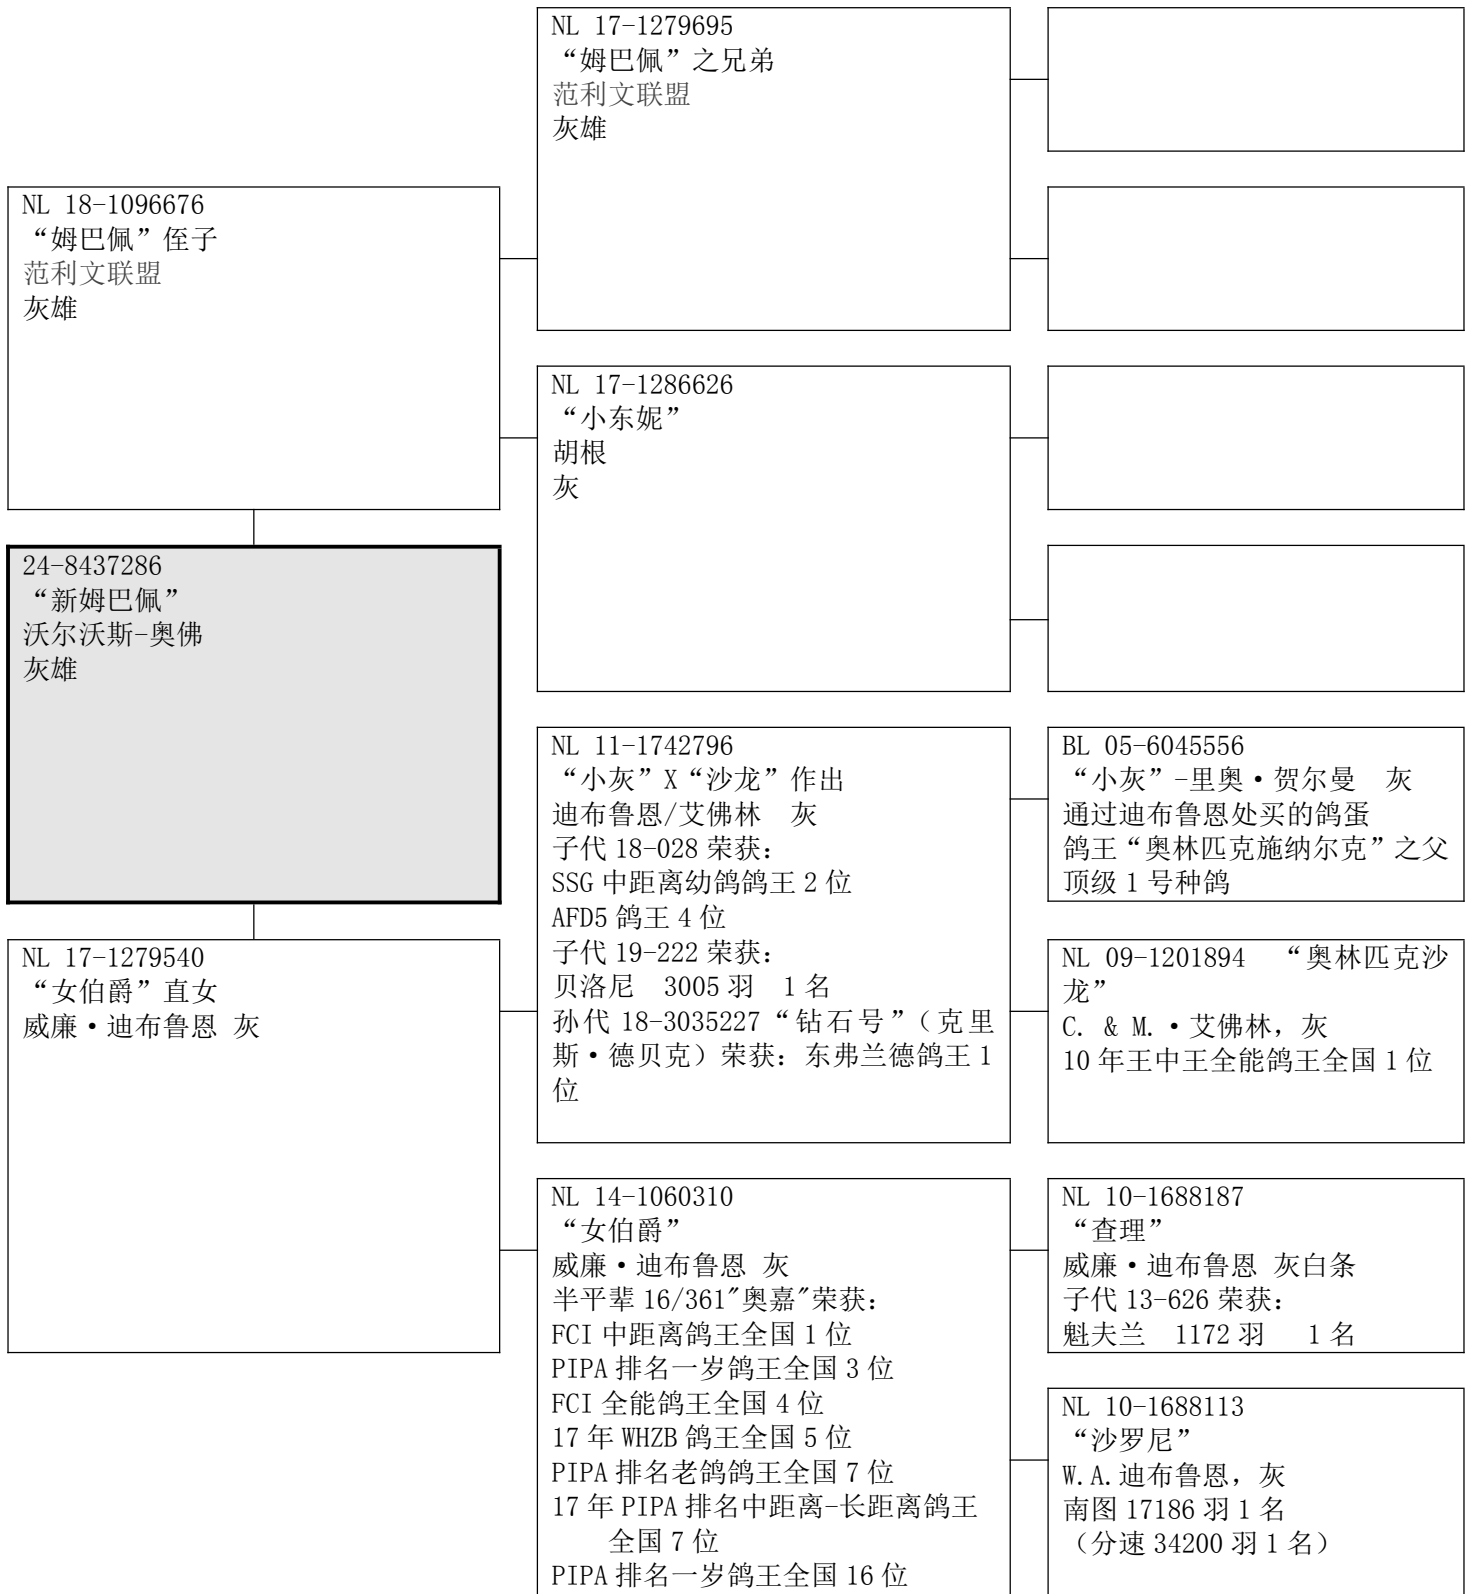 NL 17-1279695
“姆巴佩”之兄弟
范利文联盟
灰雄
NL 18-1096676
“姆巴佩”侄子
范利文联盟
灰雄
NL 17-1286626
“小东妮”
胡根
灰
24-8437286
“新姆巴佩”
沃尔沃斯-奥佛
灰雄
NL 11-1742796
“小灰”X“沙龙”作出
迪布鲁恩/艾佛林 灰
子代 18-028 荣获：
SSG 中距离幼鸽鸽王 2 位
AFD5 鸽王 4 位
子代 19-222 荣获：
贝洛尼 3005 羽 1 名
孙代 18-3035227“钻石号”（克里
斯·德贝克）荣获：东弗兰德鸽王 1
位
BL 05-6045556
“小灰”-里奥·贺尔曼 灰
通过迪布鲁恩处买的鸽蛋
鸽王“奥林匹克施纳尔克”之父
顶级 1 号种鸽
NL 09-1201894 “奥林匹克沙
龙”
C. & M.·艾佛林，灰
10 年王中王全能鸽王全国 1 位
NL 17-1279540
“女伯爵”直女
威廉·迪布鲁恩 灰
NL 14-1060310
“女伯爵”
威廉·迪布鲁恩 灰
半平辈 16/361"奥嘉"荣获：
FCI 中距离鸽王全国 1 位
PIPA 排名一岁鸽王全国 3 位
FCI 全能鸽王全国 4 位
17 年 WHZB 鸽王全国 5 位
PIPA 排名老鸽鸽王全国 7 位
17 年 PIPA 排名中距离-长距离鸽王
全国 7 位
PIPA 排名一岁鸽王全国 16 位
NL 10-1688187
“查理”
威廉·迪布鲁恩 灰白条
子代 13-626 荣获：
魁夫兰 1172 羽 1 名
NL 10-1688113
“沙罗尼”
W.A.迪布鲁恩，灰
南图 17186 羽 1 名
（分速 34200 羽 1 名）